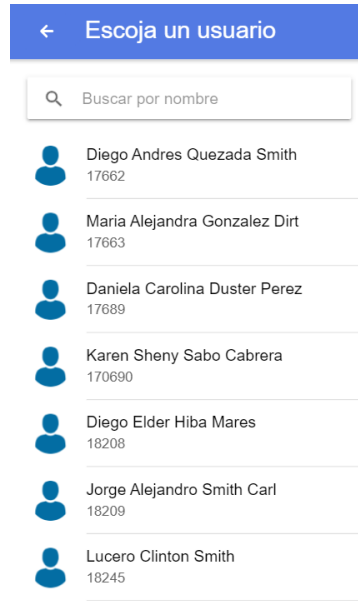 Escoja un usuario
Buscar por nombre
Diego Andres Quezada Smith
17662
Maria Alejandra Gonzalez Dirt
17663
Daniela Carolina Duster Perez
17689
Karen Sheny Sabo Cabrera
170690
Diego Elder Hiba Mares
18208
Jorge Alejandro Smith Carl
18209
Lucero Clinton Smith
18245